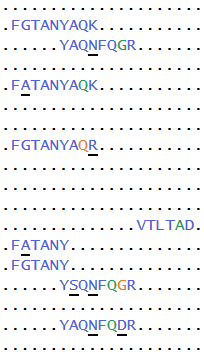 .....................
.FGTANYAQK...........
......YAQNFQGR.......
.....................
.FATANYAQK...........
.....................
.....................
.FGTANYAQR...........
.....................
.....................
.....................
..............VTLTAD.
.FATANY..............
.FGTANY..............
......YSQNFQGR.......
.....................
......YAQNFQDR.......
.....................